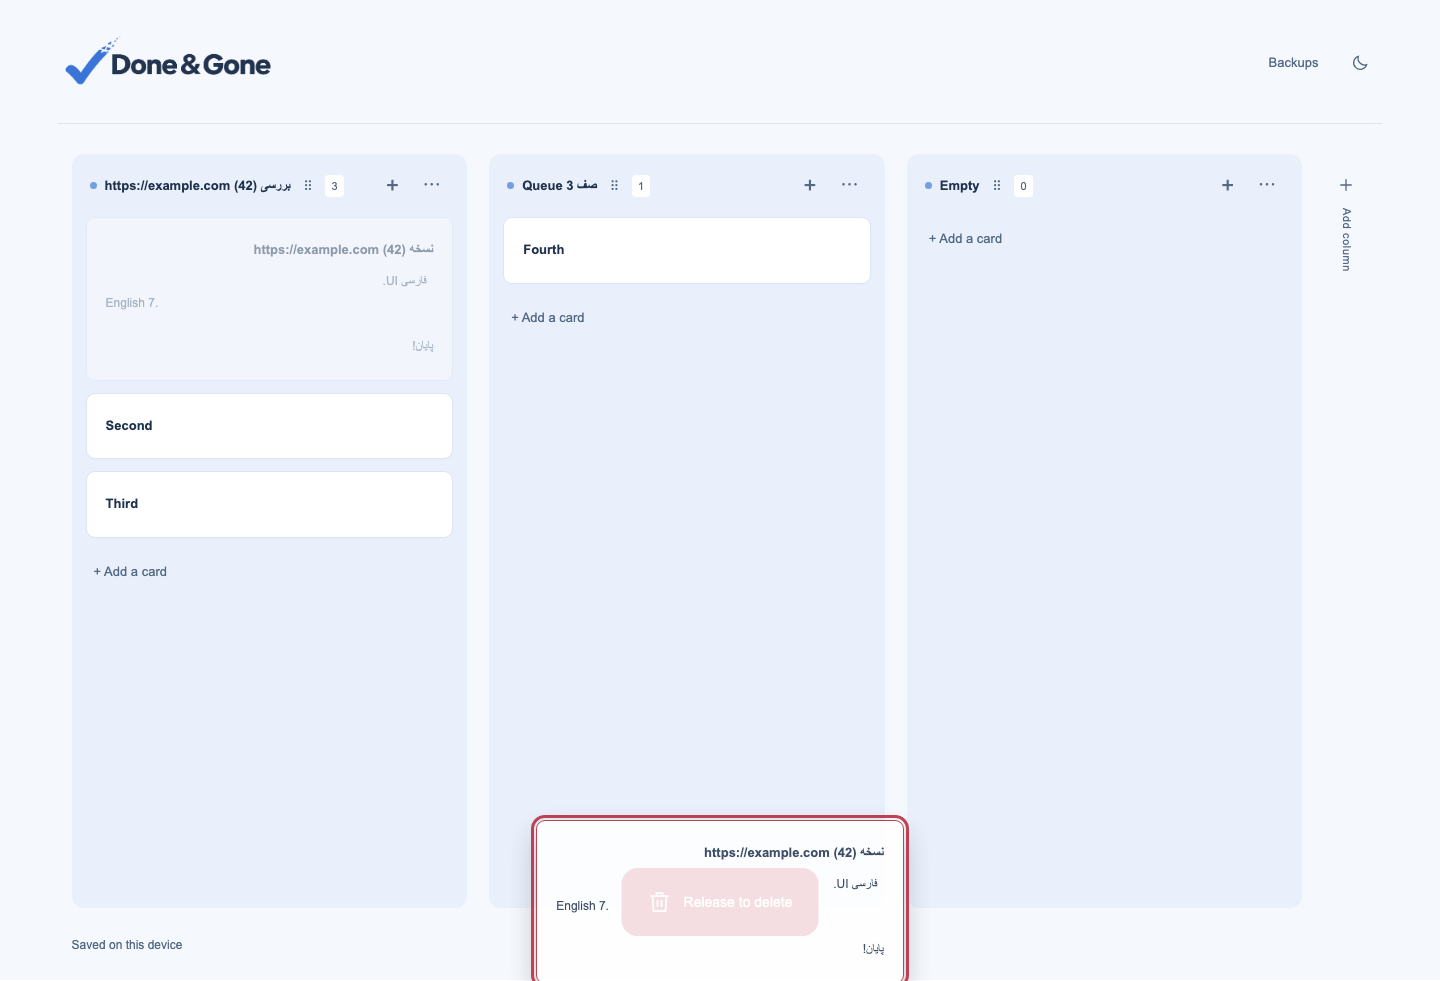 Done & Gone
Backups
https://example.com (42) بررسی
3
+
...
نسخه (42) https://example.com
فارسی UI.
English 7.
پایان!
Second
Third
+ Add a card
Queue 3 صف
1
+
...
Fourth
+ Add a card
Empty
0
+
...
+ Add a card
+
Add column
نسخه (42) https://example.com
فارسی UI.
English 7.
Release to delete
پایان!
Saved on this device